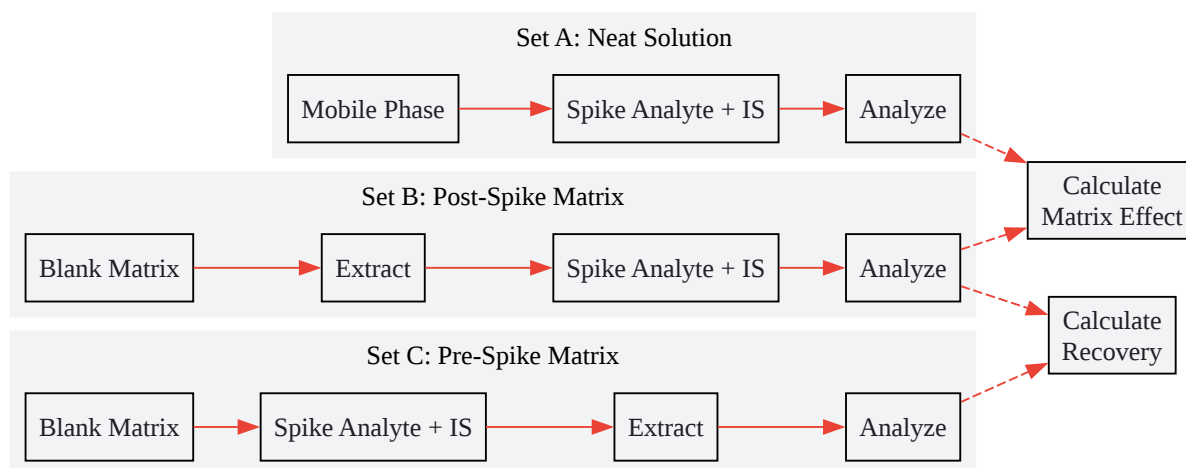 Set A: Neat Solution
Mobile Phase
Spike Analyte + IS
Analyze
Calculate
Matrix Effect
Set B: Post-Spike Matrix
Blank Matrix
Extract
Spike Analyte + IS
Analyze
Calculate
Recovery
Set C: Pre-Spike Matrix
Blank Matrix
Spike Analyte + IS
Extract
Analyze